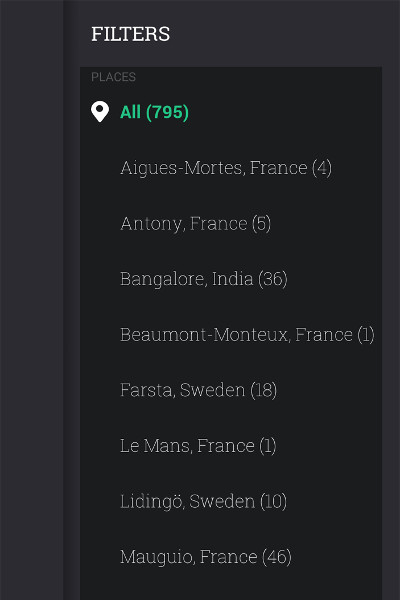 FILTERS
PLACES
All (795)
Aigues-Mortes, France (4)
Antony, France (5)
Bangalore, India (36)
Beaumont-Monteux, France (1)
Farsta, Sweden (18)
Le Mans, France (1)
Lidingö, Sweden (10)
Mauguio, France (46)